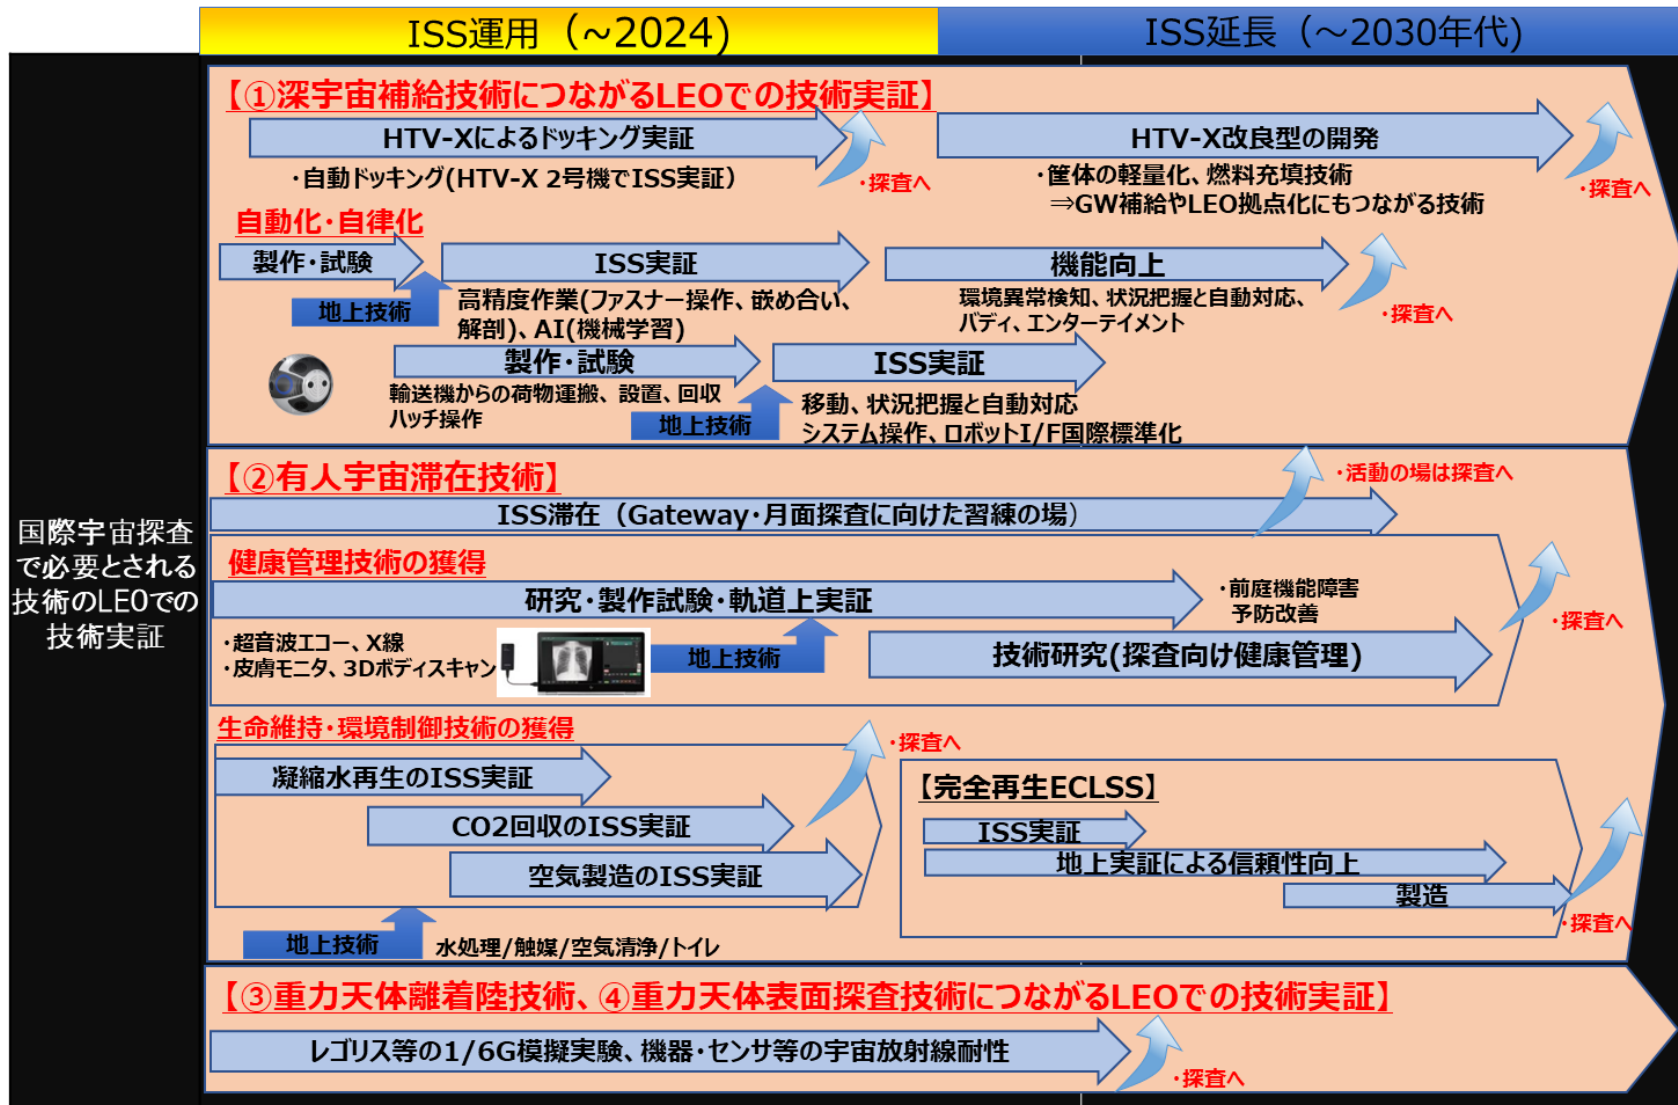 ISS運用（~2024)
ISS延長（～2030年代)
国際宇宙探査
で必要とされる
技術のLEOでの
技術実証
【①深宇宙補給技術につながるLEOでの技術実証】
HTV-Xによるドッキング実証
・自動ドッキング(HTV-X 2号機でISS実証）
・探査へ
HTV-X改良型の開発
・筐体の軽量化、燃料充填技術
⇒GW補給やLEO拠点化にもつながる技術
・探査へ
自動化・自律化
製作・試験
地上技術
ISS実証
高精度作業(ファスナー操作、嵌め合い、
解剖)、AI(機械学習)
機能向上
環境異常検知、状況把握と自動対応、
バディ、エンターテイメント
・探査へ
製作・試験
輸送機からの荷物運搬、設置、回収
ハッチ操作
地上技術
ISS実証
移動、状況把握と自動対応
システム操作、ロボットI/F国際標準化
【②有人宇宙滞在技術】
・活動の場は探査へ
ISS滞在（Gateway・月面探査に向けた習練の場）
健康管理技術の獲得
研究・製作試験・軌道上実証
・前庭機能障害
予防改善
・探査へ
・超音波エコー、X線
・皮膚モニタ、3Dボディスキャン
地上技術
技術研究(探査向け健康管理)
生命維持・環境制御技術の獲得
・探査へ
凝縮水再生のISS実証
CO2回収のISS実証
空気製造のISS実証
地上技術
水処理/触媒/空気清浄/トイレ
【完全再生ECLSS】
ISS実証
地上実証による信頼性向上
製造
・探査へ
【③重力天体離着陸技術、④重力天体表面探査技術につながるLEOでの技術実証】
レゴリス等の1/6G模擬実験、機器・センサ等の宇宙放射線耐性
・探査へ